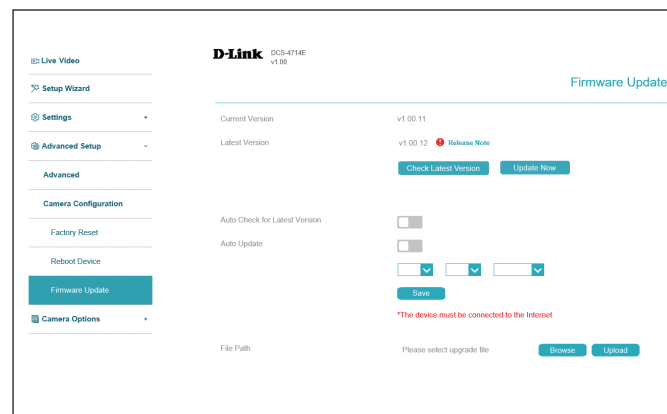 D-Link DCS-4714E
v1.00
Live Video
Setup Wizard
Settings +
Advanced Setup -
Advanced
Camera Configuration
Factory Reset
Reboot Device
Firmware Update
Camera Options +
Firmware Update
Current Version v1.00.11
Latest Version v1.00.12 Release Note
Check Latest Version Update Now
Auto Check for Latest Version
Auto Update
Save
*The device must be connected to the Internet
File Path Please select upgrade file Browse Upload